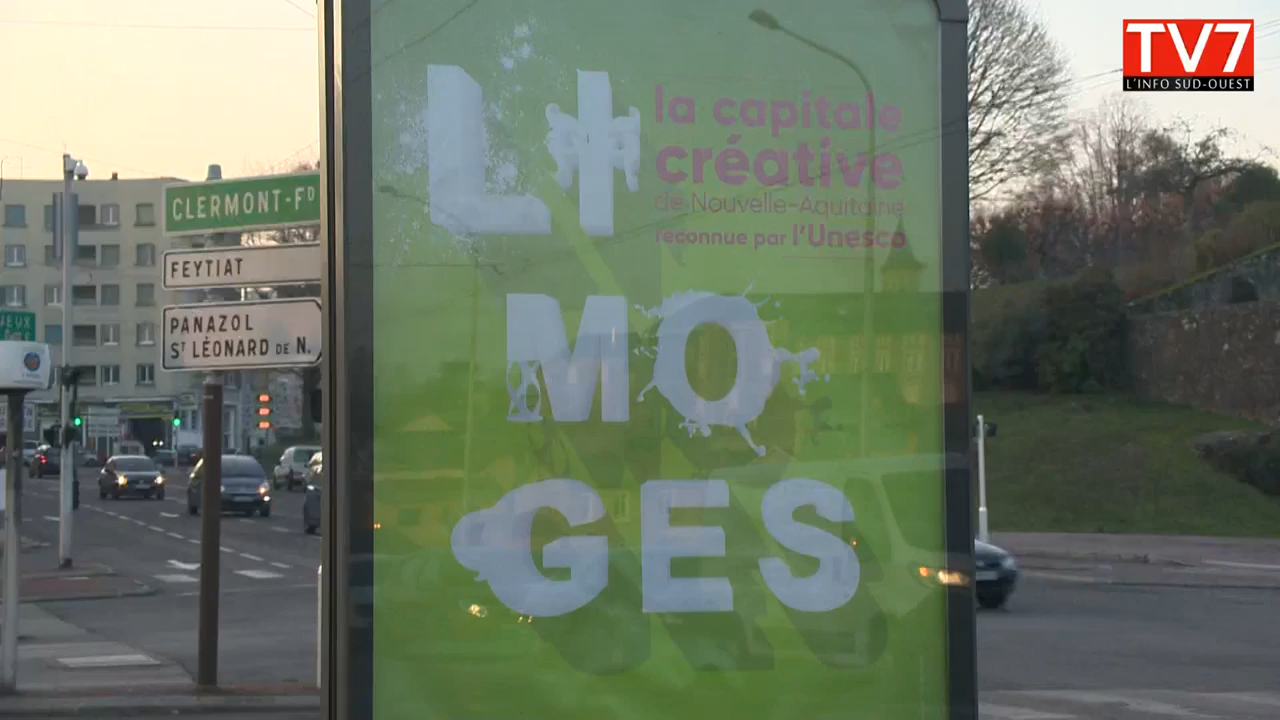 TV7
L'INFO SUD-OUEST
CLERMONT-FD
FEYTIAT
PANAZOL
ST LÉONARD DE N.
LI
MO
GES
la capitale
créative
de Nouvelle-Aquitaine
reconnue par l'Unesco